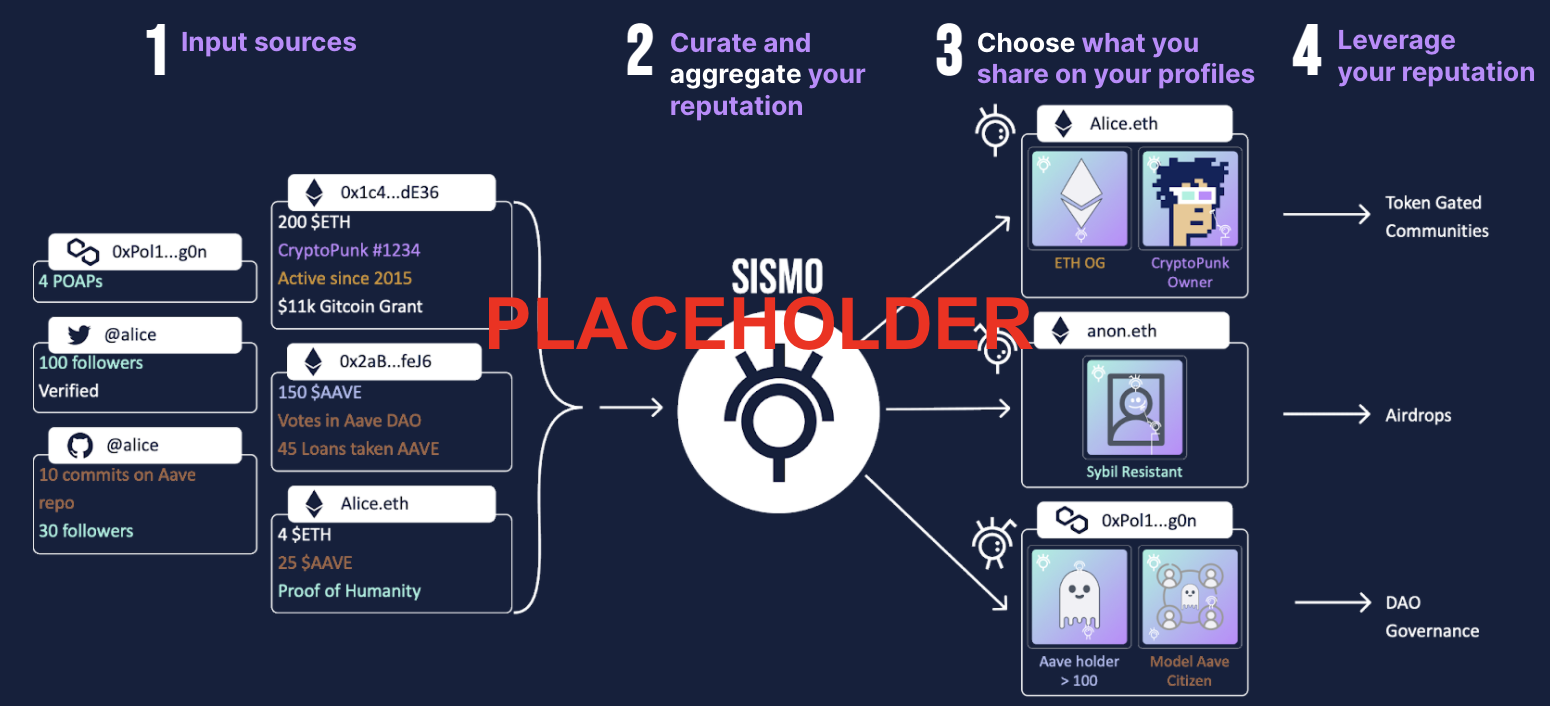 1 Input sources
0xPol1...g0n
4 POAPs
@alice
100 followers
Verified
@alice
10 commits on Aave
repo
30 followers
0x1c4...dE36
200 $ETH
CryptoPunk #1234
Active since 2015
$11k Gitcoin Grant
0x2aB...feJ6
150 $AAVE
Votes in Aave DAO
45 Loans taken AAVE
Alice.eth
4 $ETH
25 $AAVE
Proof of Humanity
2 Curate and
aggregate your
reputation
SISMO
PLACEHOLDER
3 Choose what you
share on your profiles
Alice.eth
ETH OG
CryptoPunk
Owner
anon.eth
Sybil Resistant
0xPol1...g0n
Aave holder
> 100
Model Aave
Citizen
4 Leverage
your reputation
Token Gated
Communities
Airdrops
DAO
Governance